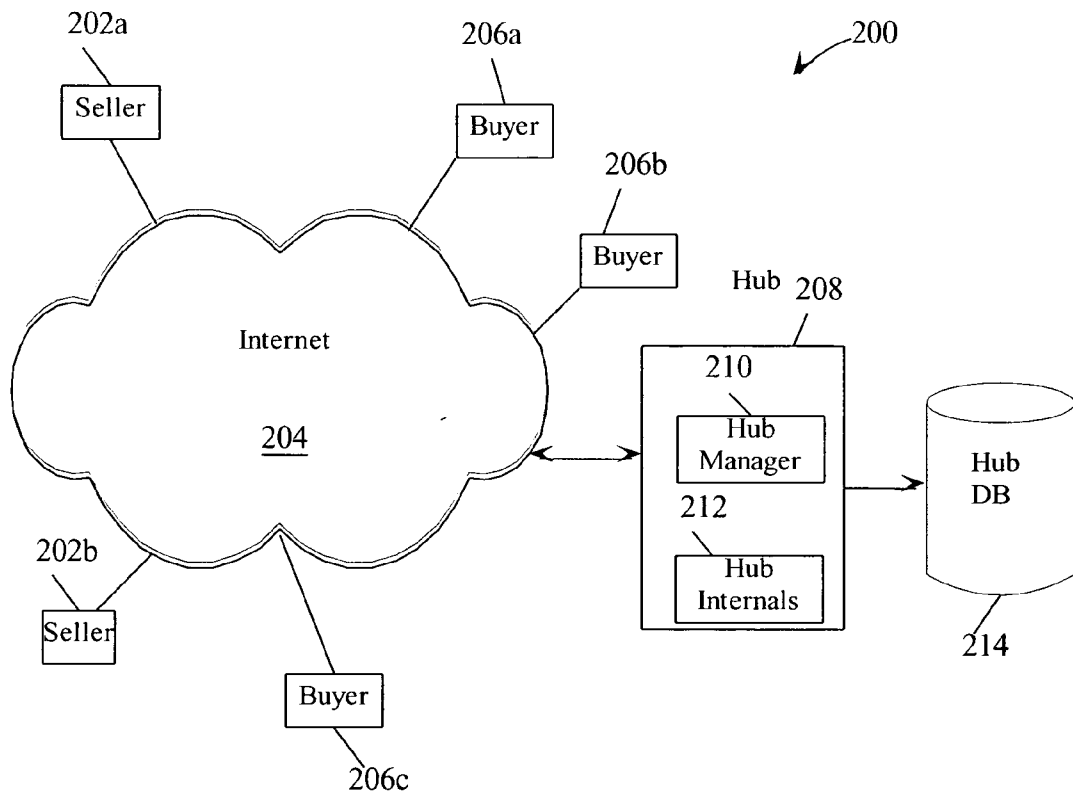 202a
206a
200
Seller
Buyer
206b
Buyer
Hub
208
Internet
210
Hub
Manager
204
Hub
DB
212
Hub
Internals
202b
Seller
214
Buyer
206c